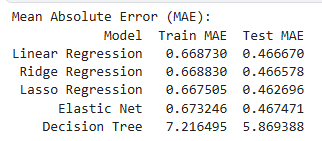 Mean Absolute Error (MAE):
Model Train MAE Test MAE
Linear Regression 0.668730 0.466670
Ridge Regression 0.668830 0.466578
Lasso Regression 0.667505 0.462696
Elastic Net 0.673246 0.467471
Decision Tree 7.216495 5.869388